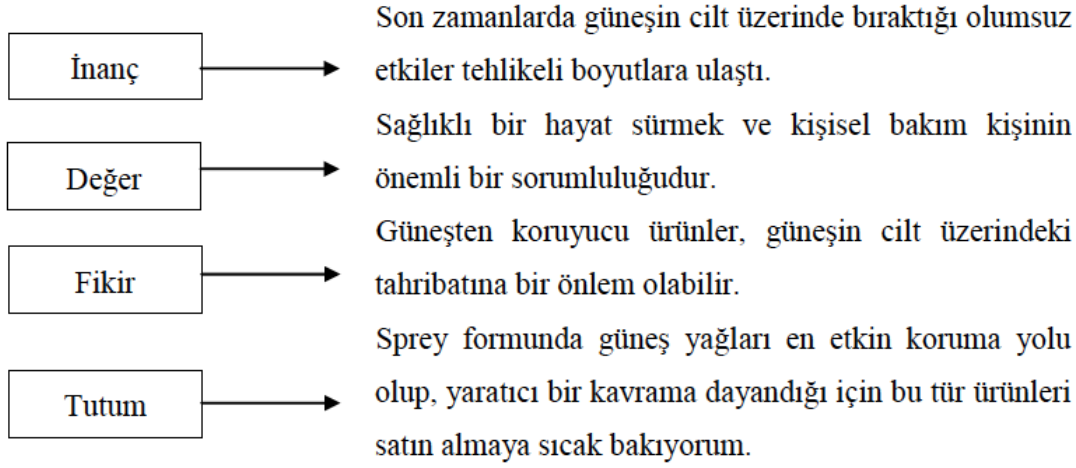 İnanç
Son zamanlarda güneşin cilt üzerinde bıraktığı olumsuz
etkiler tehlikeli boyutlara ulaştı.
Değer
Sağlıklı bir hayat sürmek ve kişisel bakım kişinin
önemli bir sorumluluğudur.
Fikir
Güneşten koruyucu ürünler, güneşin cilt üzerindeki
tahribatına bir önlem olabilir.
Tutum
Sprey formunda güneş yağları en etkin koruma yolu
olup, yaratıcı bir kavrama dayandığı için bu tür ürünleri
satın almaya sıcak bakıyorum.